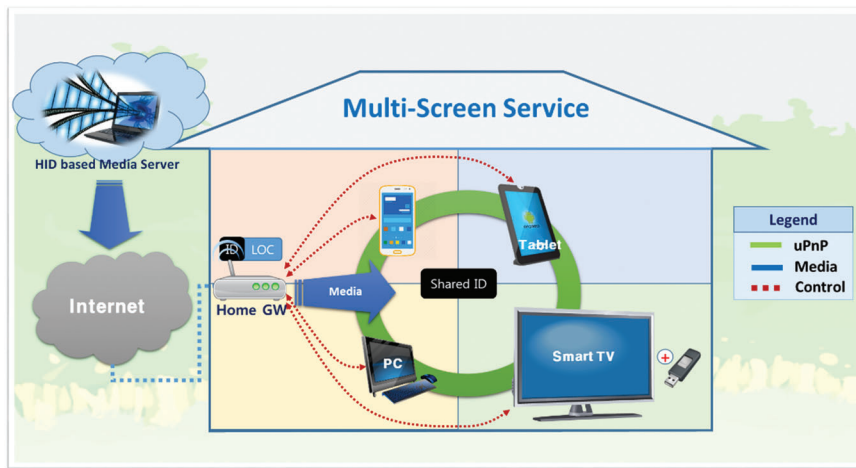 Multi-Screen Service
HID based Media Server
ID LOC
Internet
Home GW
Media
Shared ID
Tablet
PC
Smart TV
Legend
uPnP
Media
Control